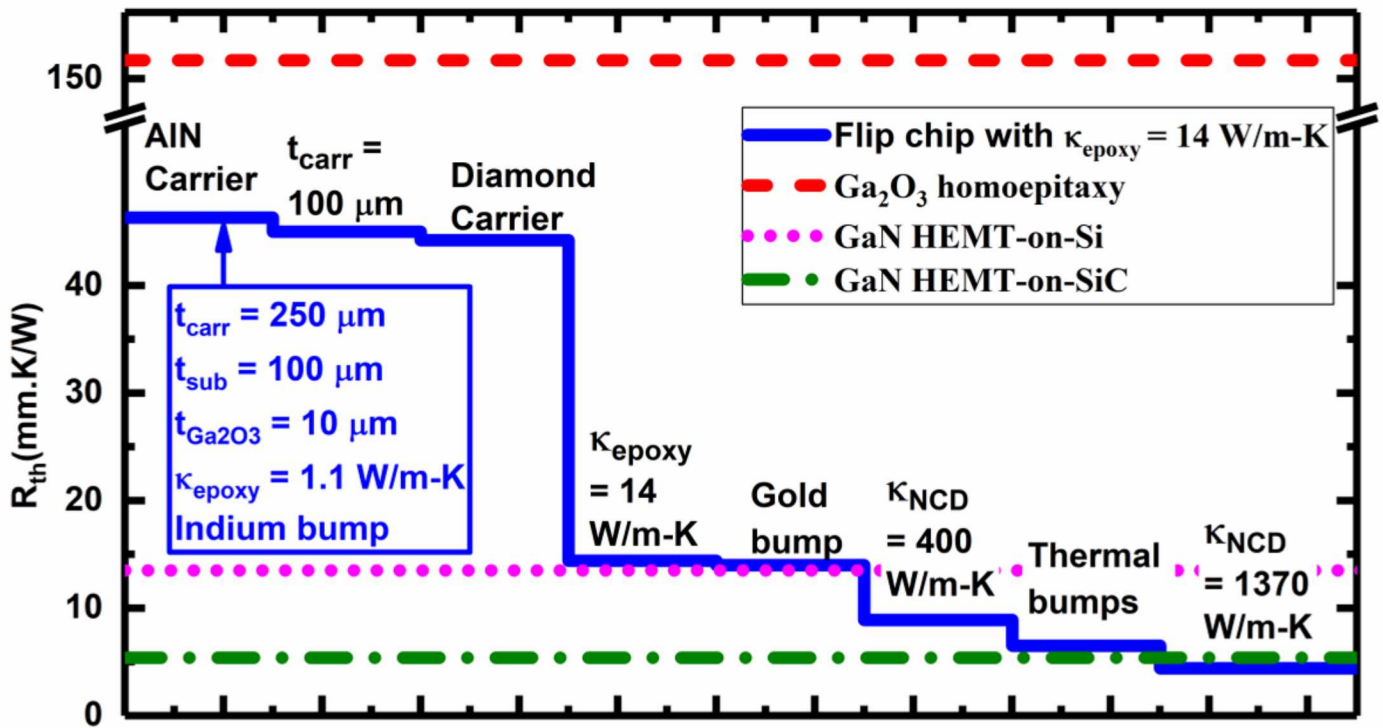 150
40
30
20
10
0
R_th(mm.K/W)
AlN
Carrier
t_carr =
100 μm
Diamond
Carrier
Flip chip with κ_epoxy = 14 W/m-K
Ga₂O₃ homoepitaxy
GaN HEMT-on-Si
GaN HEMT-on-SiC
t_carr = 250 μm
t_sub = 100 μm
t_Ga2O3 = 10 μm
κ_epoxy = 1.1 W/m-K
Indium bump
κ_epoxy
= 14
W/m-K
Gold
bump
κ_NCD
= 400
W/m-K
Thermal
bumps
κ_NCD
= 1370
W/m-K